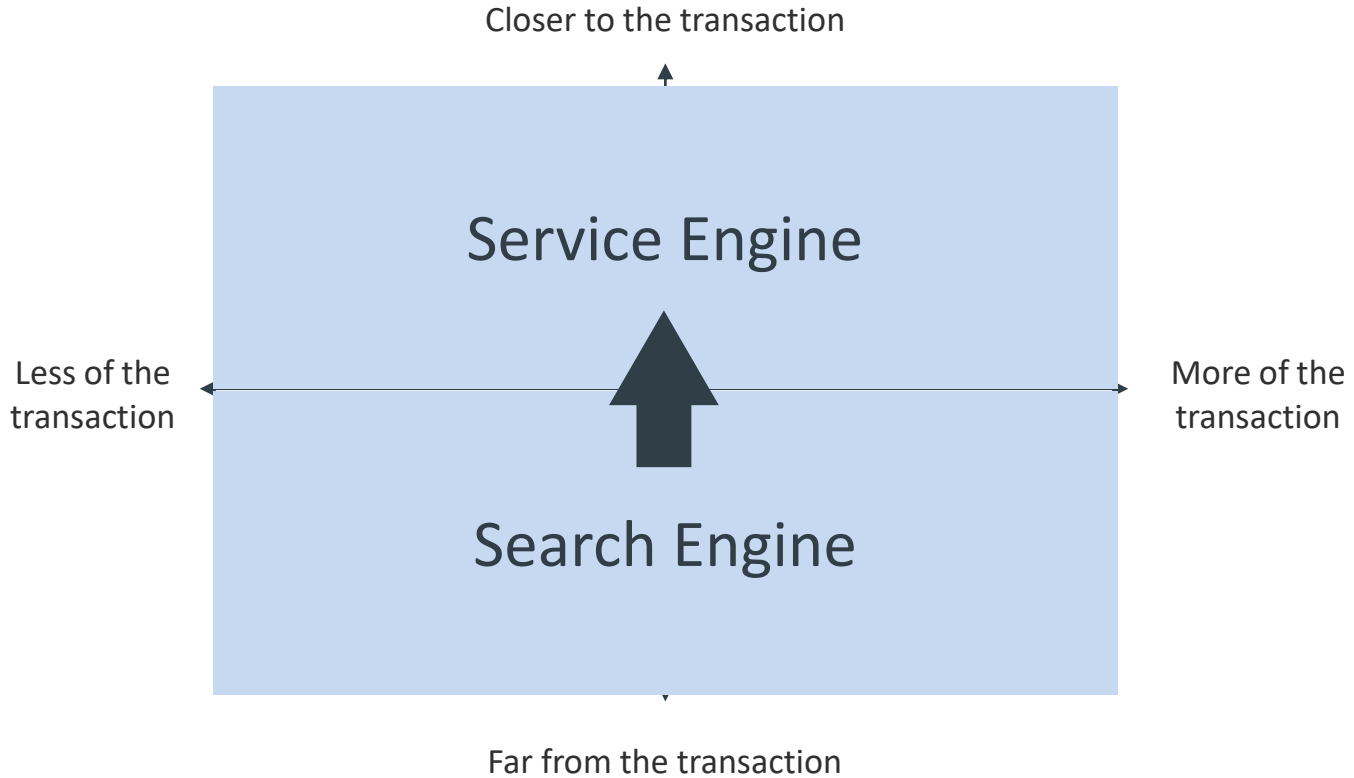 Closer to the transaction
Service Engine
Less of the
transaction
More of the
transaction
Search Engine
Far from the transaction